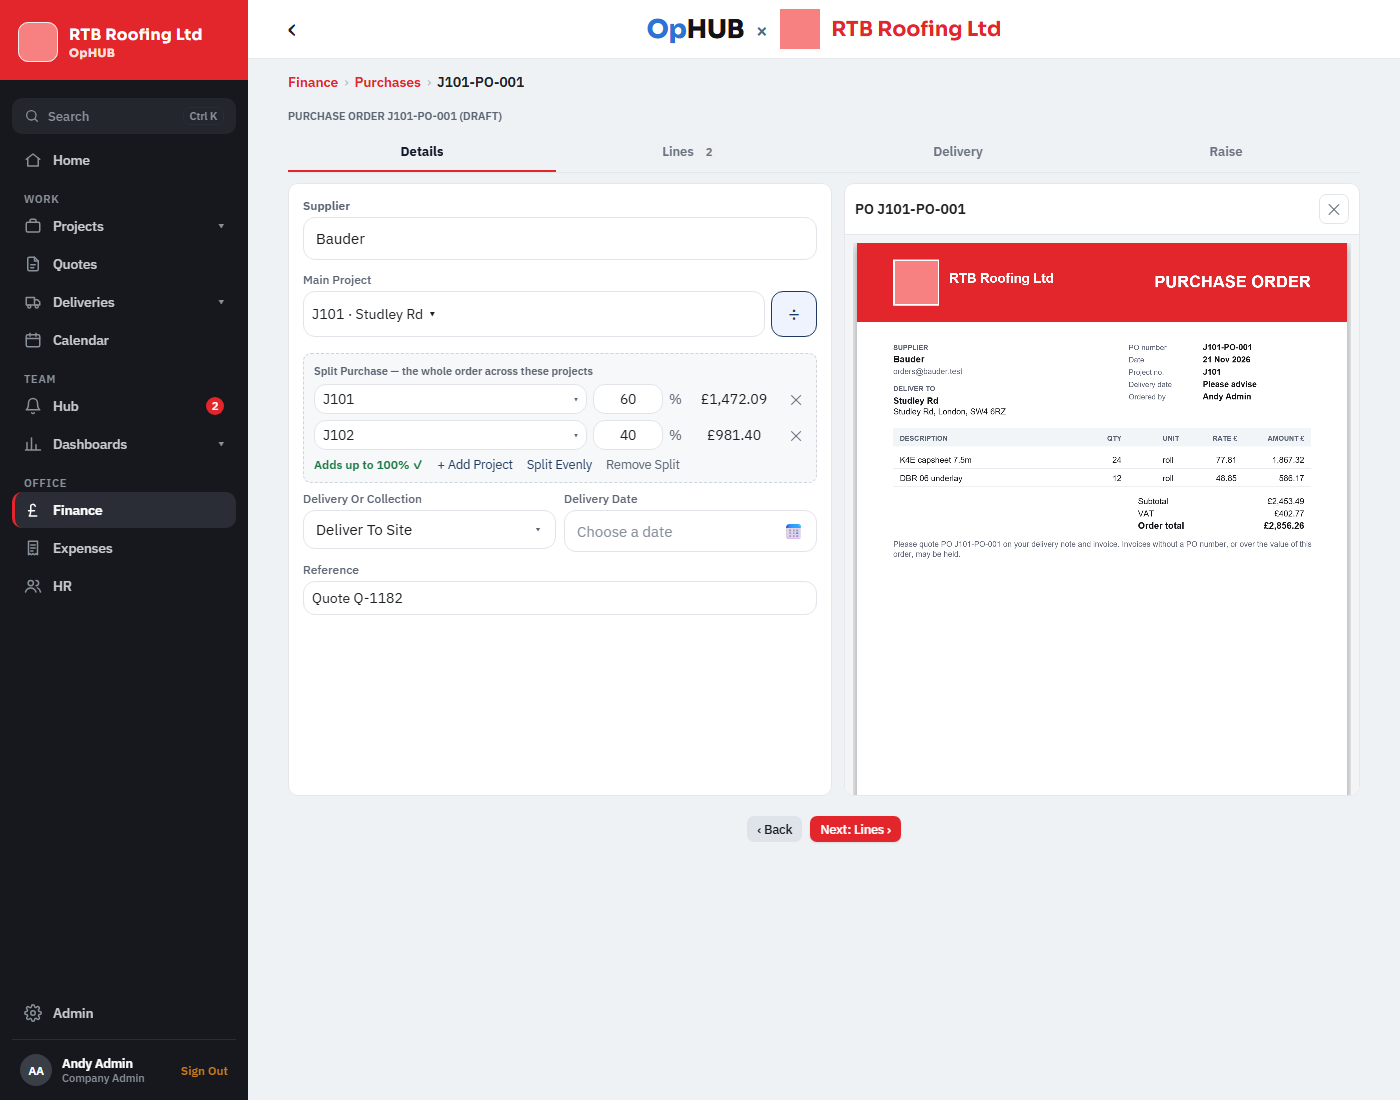 RTB Roofing Ltd
OpHUB
Search
Ctrl K
Home
WORK
Projects
Quotes
Deliveries
Calendar
TEAM
Hub
2
Dashboards
OFFICE
£ Finance
Expenses
HR
Admin
AA
Andy Admin
Company Admin
Sign Out
OpHUB × RTB Roofing Ltd
Finance › Purchases › J101-PO-001
PURCHASE ORDER J101-PO-001 (DRAFT)
Details
Lines 2
Delivery
Raise
Supplier
Bauder
Main Project
J101 · Studley Rd
÷
Split Purchase — the whole order across these projects
J101 60 % £1,472.09
J102 40 % £981.40
Adds up to 100% ✓ + Add Project Split Evenly Remove Split
Delivery Or Collection
Deliver To Site
Delivery Date
Choose a date
Reference
Quote Q-1182
PO J101-PO-001
RTB Roofing Ltd
PURCHASE ORDER
SUPPLIER
Bauder
orders@bauder.test
DELIVER TO
Studley Rd
Studley Rd, London, SW4 6RZ
PO number J101-PO-001
Date 21 Nov 2026
Project no. J101
Delivery date Please advise
Ordered by Andy Admin
DESCRIPTION QTY UNIT RATE £ AMOUNT £
K4E capsheet 7.5m 24 roll 77.81 1,867.32
DBR 06 underlay 12 roll 48.85 586.17
Subtotal £2,453.49
VAT £402.77
Order total £2,856.26
Please quote PO J101-PO-001 on your delivery note and invoice. Invoices without a PO number, or over the value of this
order, may be held.
‹ Back
Next: Lines ›